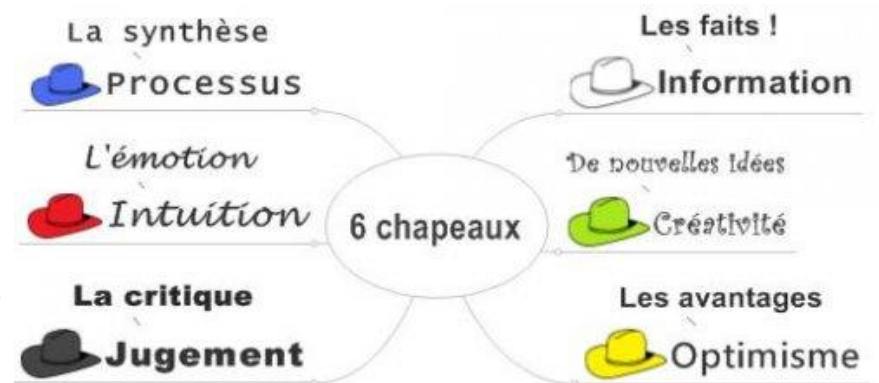 La synthèse
Processus
L'émotion
Intuition
La critique
Jugement
6 chapeaux
Les faits !
Information
De nouvelles idées
Créativité
Les avantages
Optimisme